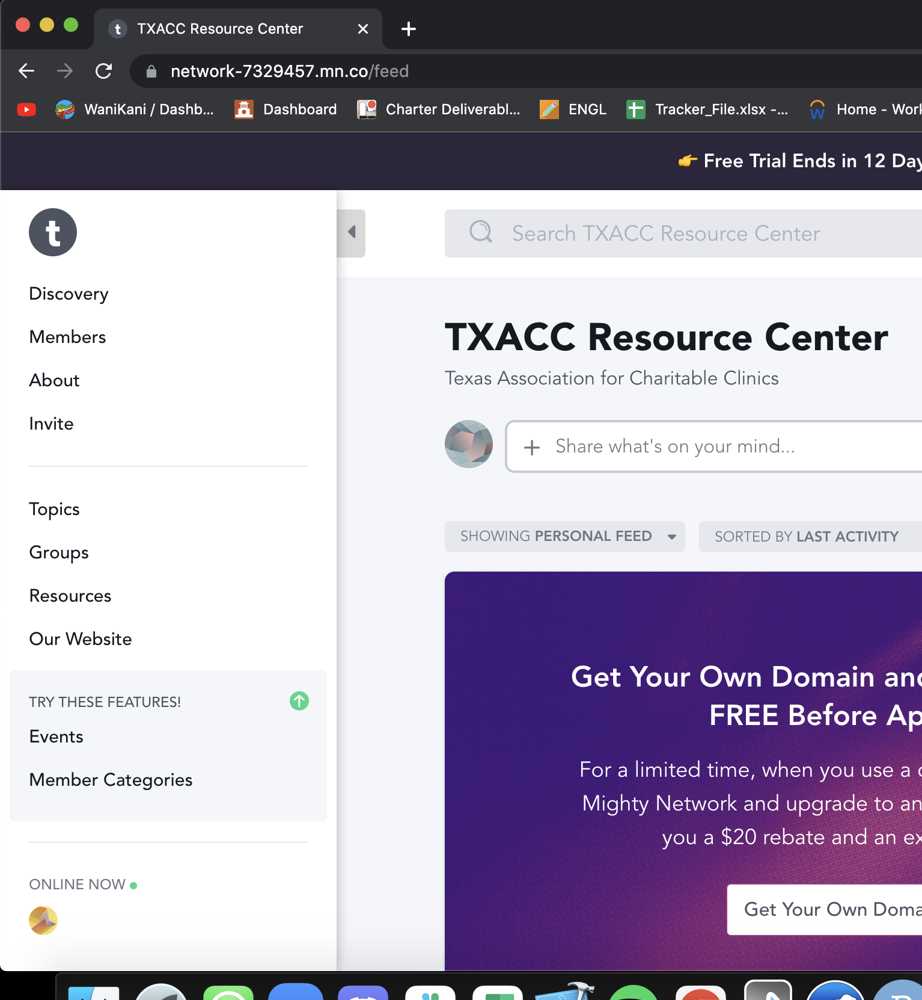 t TXACC Resource Center
network-7329457.mn.co/feed
WaniKani / Dashb... Dashboard Charter Deliverabl... ENGL Tracker_File.xlsx -... Home - Work
👉 Free Trial Ends in 12 Day
t
Search TXACC Resource Center
Discovery
Members
About
Invite
Topics
Groups
Resources
Our Website
TRY THESE FEATURES!
Events
Member Categories
ONLINE NOW
TXACC Resource Center
Texas Association for Charitable Clinics
+ Share what's on your mind...
SHOWING PERSONAL FEED SORTED BY LAST ACTIVITY
Get Your Own Domain and
FREE Before Ap
For a limited time, when you use a
Mighty Network and upgrade to an
you a $20 rebate and an ex
Get Your Own Doma